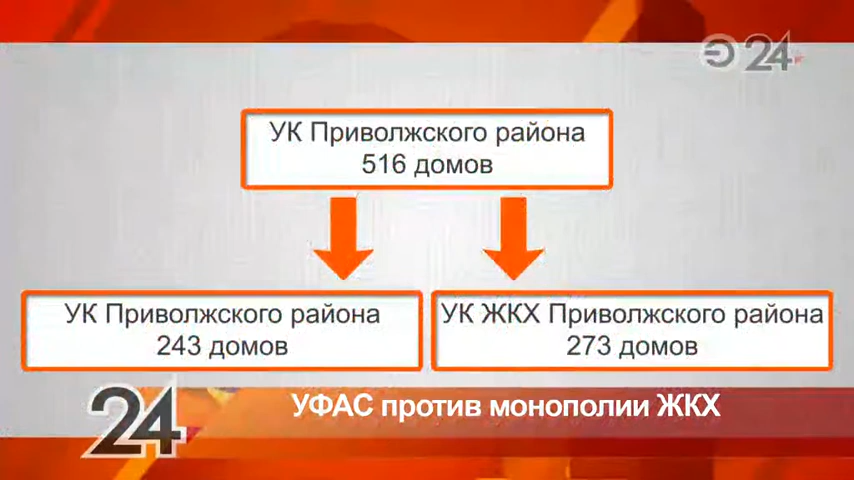 Э24
УК Приволжского района
516 домов
УК Приволжского района
243 домов
УК ЖКХ Приволжского района
273 домов
24
УФАС против монополии ЖКХ